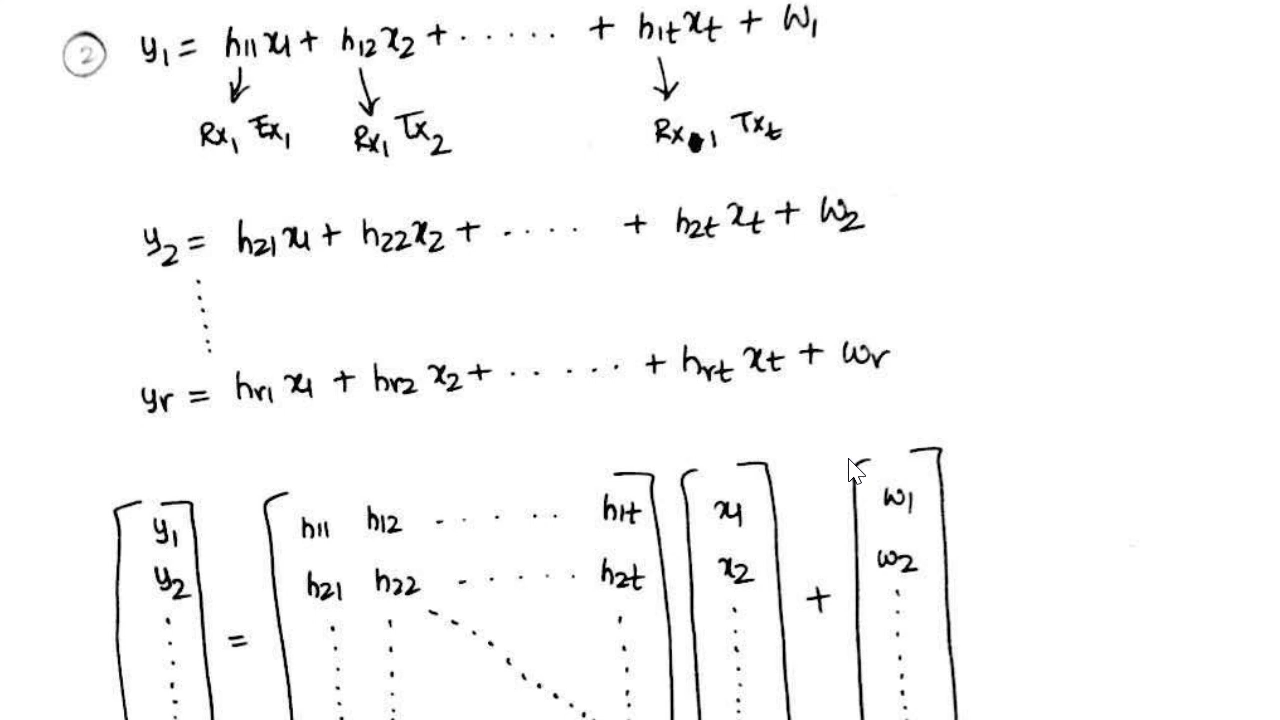 ② y₁ = h₁₁x₁ + h₁₂x₂ + ..... + h₁ₜxₜ + w₁
Rx₁ Tx₁ Rx₁ Tx₂ Rx₁ Txₜ
y₂ = h₂₁x₁ + h₂₂x₂ + ..... + h₂ₜxₜ + w₂
yᵣ = hᵣ₁x₁ + hᵣ₂x₂ + ..... + hᵣₜxₜ + wᵣ
[y₁ [h₁₁ h₁₂ ..... h₁ₜ] [x₁] [w₁]
y₂ = h₂₁ h₂₂ ..... h₂ₜ x₂ + w₂